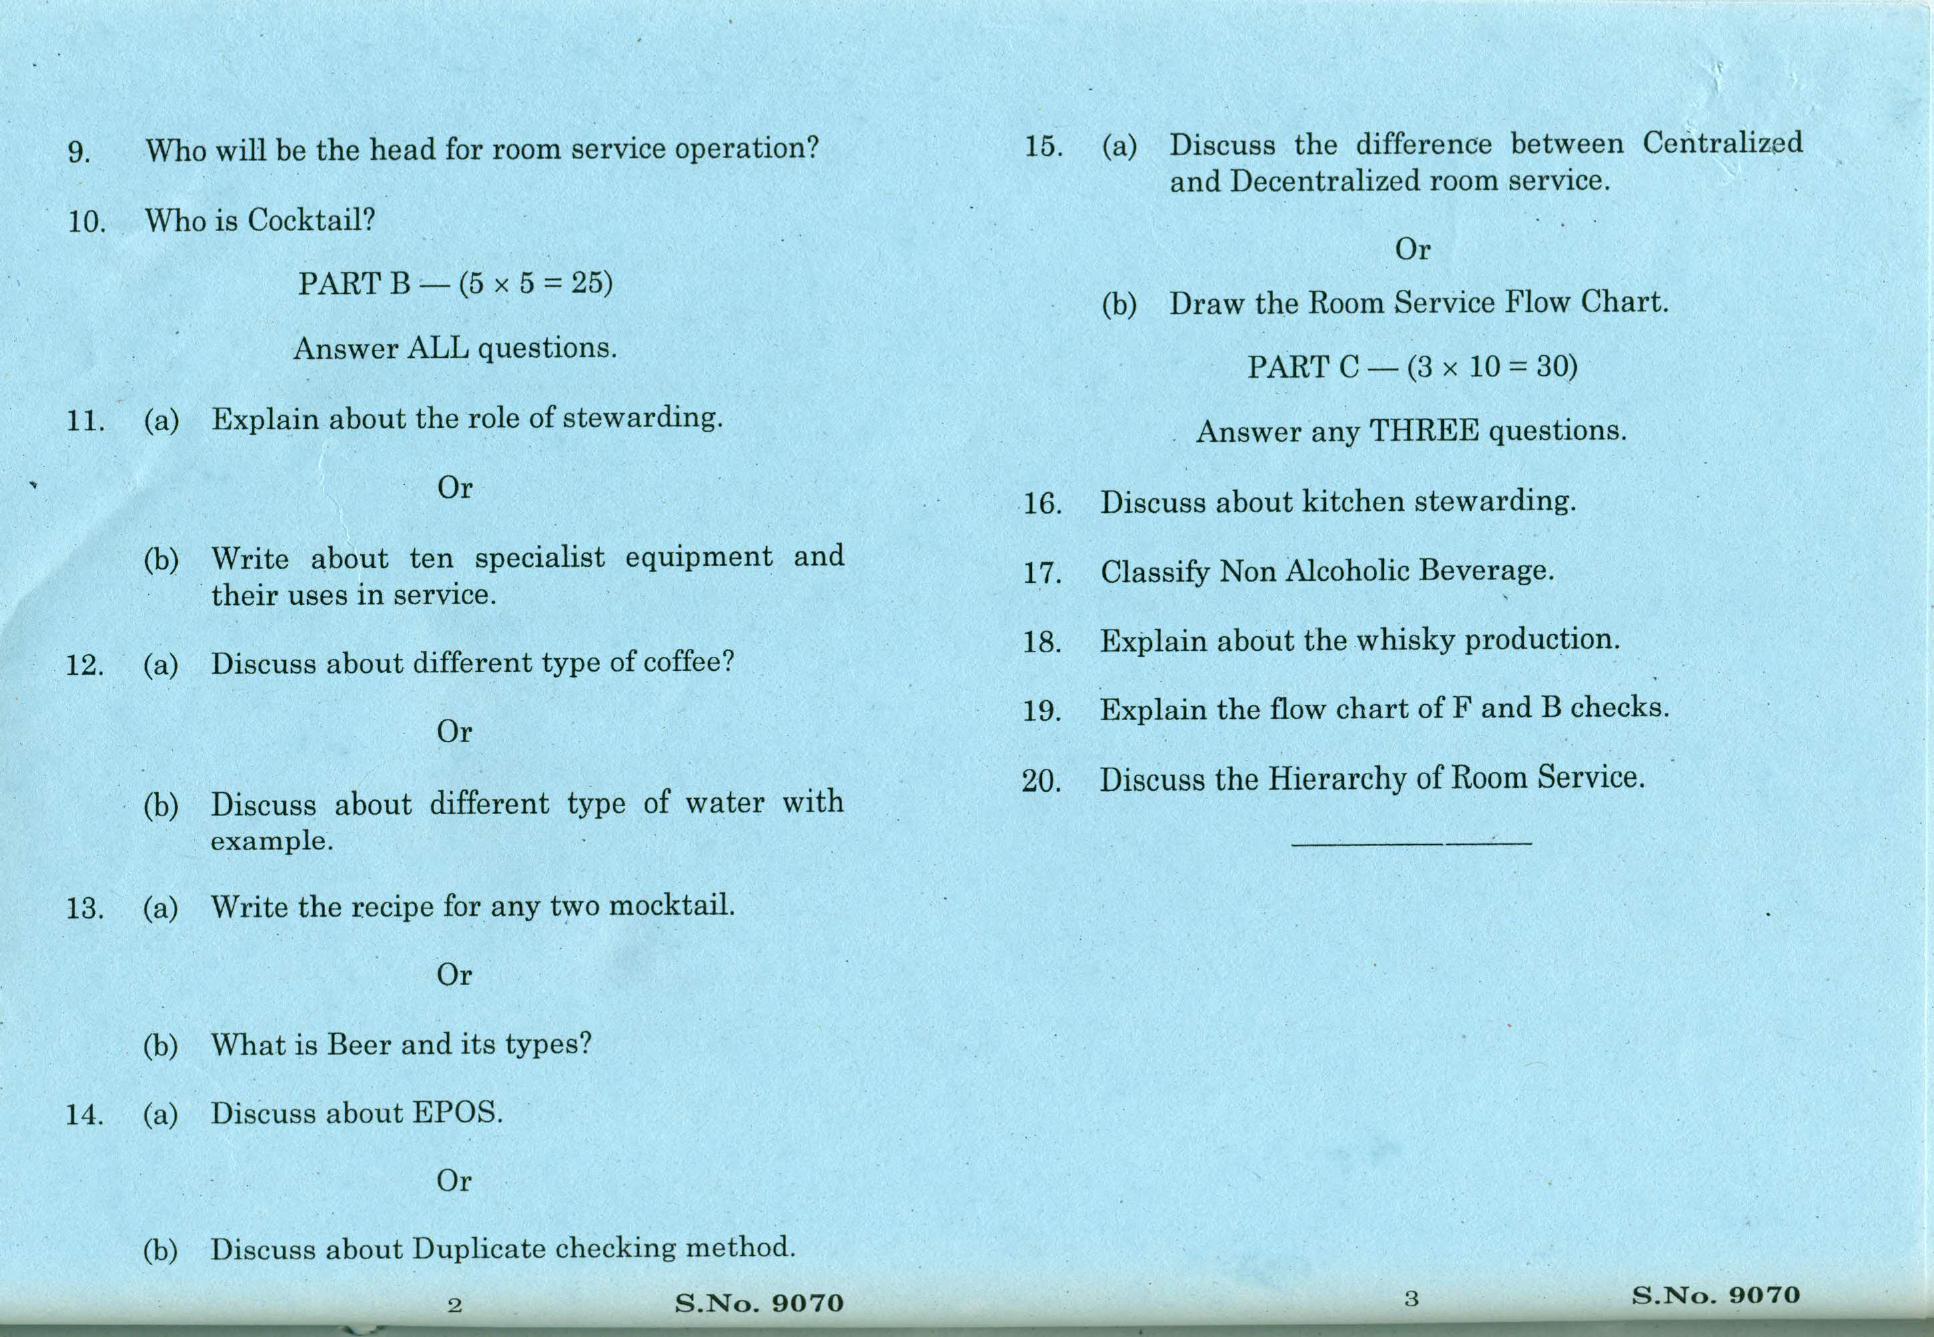 9. Who will be the head for room service operation?
10. Who is Cocktail?
PART B — (5 × 5 = 25)
Answer ALL questions.
11. (a) Explain about the role of stewarding.
Or
(b) Write about ten specialist equipment and
their uses in service.
12. (a) Discuss about different type of coffee?
Or
(b) Discuss about different type of water with
example.
13. (a) Write the recipe for any two mocktail.
Or
(b) What is Beer and its types?
14. (a) Discuss about EPOS.
Or
(b) Discuss about Duplicate checking method.
2 S.No. 9070
15. (a) Discuss the difference between Centralized
and Decentralized room service.
Or
(b) Draw the Room Service Flow Chart.
PART C — (3 × 10 = 30)
Answer any THREE questions.
16. Discuss about kitchen stewarding.
17. Classify Non Alcoholic Beverage.
18. Explain about the whisky production.
19. Explain the flow chart of F and B checks.
20. Discuss the Hierarchy of Room Service.
3 S.No. 9070